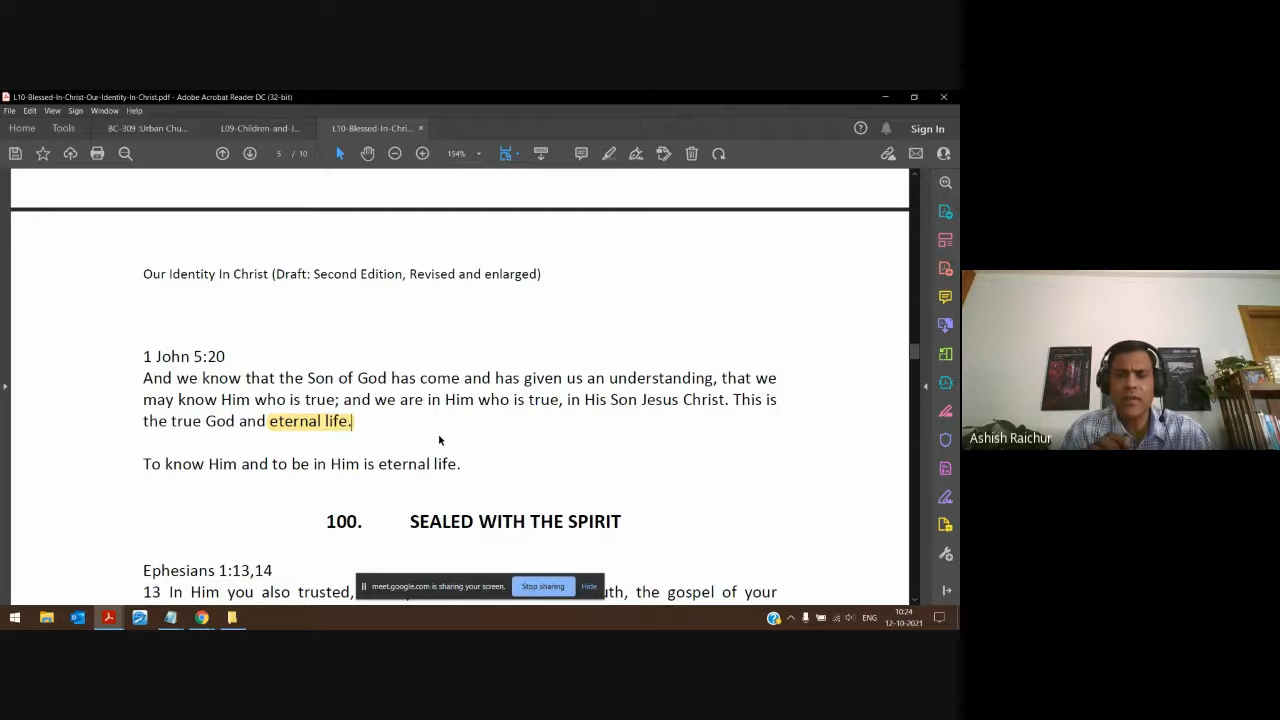 L10-Blessed-In-Christ-Our-Identity-In-Christ.pdf - Adobe Acrobat Reader DC (32-bit)
File Edit View Sign Window Help
Home Tools BC-309 :Urban Chu... L09-Children-and-J... L10-Blessed-In-Chri... × Sign In
5 / 10 154%
Our Identity In Christ (Draft: Second Edition, Revised and enlarged)
1 John 5:20
And we know that the Son of God has come and has given us an understanding, that we
may know Him who is true; and we are in Him who is true, in His Son Jesus Christ. This is
the true God and eternal life.
To know Him and to be in Him is eternal life.
100. SEALED WITH THE SPIRIT
Ephesians 1:13,14
13 In Him you also trusted, uth, the gospel of your
meet.google.com is sharing your screen. Stop sharing Hide
Ashish Raichur
ENG
10:24
12-10-2021